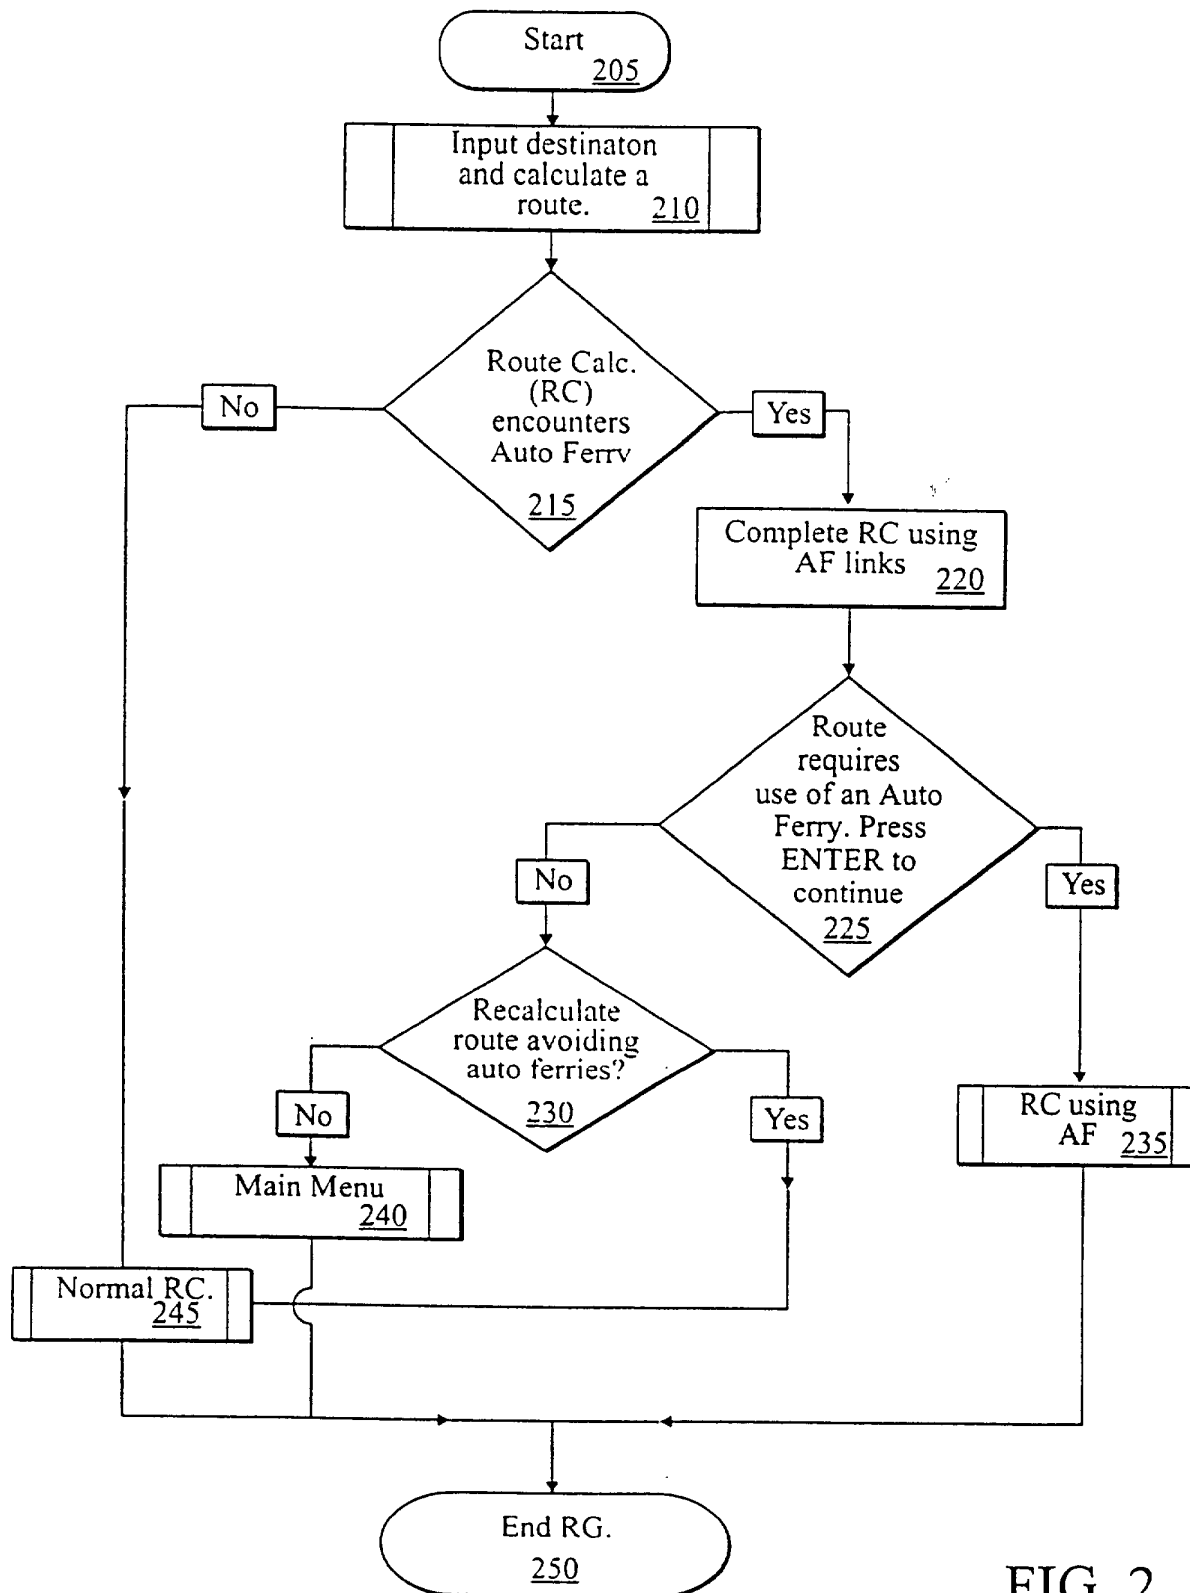 Start
205
Input destinaton
and calculate a
route. 210
Route Calc.
(RC)
encounters
Auto Ferry
215
No
Yes
Complete RC using
AF links 220
Route
requires
use of an Auto
Ferry. Press
ENTER to
continue
225
No
Yes
Recalculate
route avoiding
auto ferries?
230
No
Yes
RC using
AF 235
Main Menu
240
Normal RC.
245
End RG.
250
FIG. 2